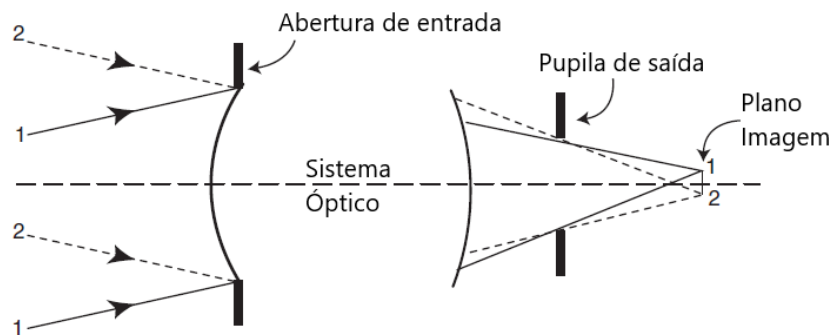 2
Abertura de entrada
Pupila de saída
1
Plano
Imagem
Sistema
Óptico
1
2
2
1